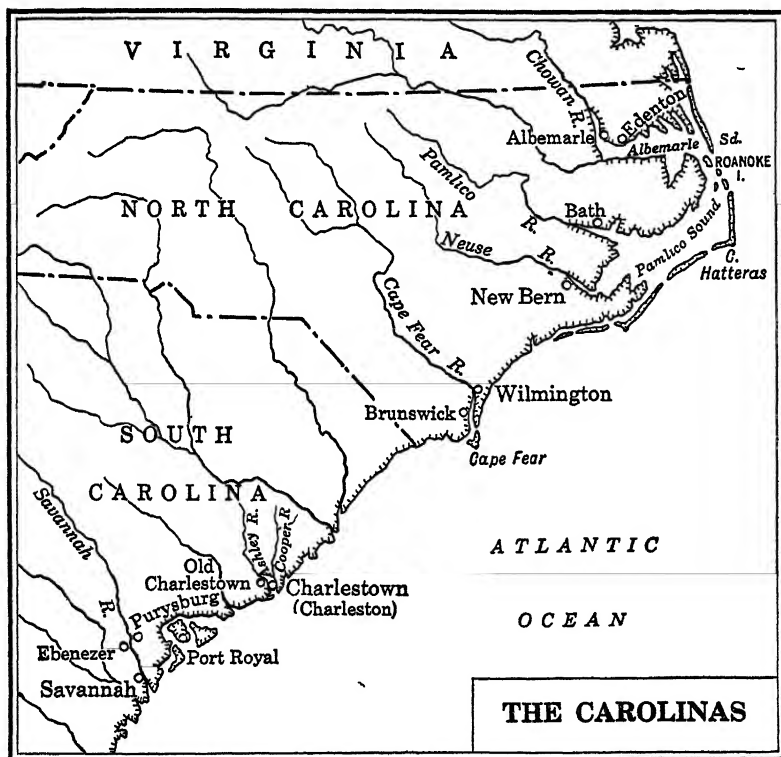 VIRGINIA
Chowan R.
Albemarle
Edenton
Albemarle Sd.
ROANOKE
I.
Pamlico R.
NORTH CAROLINA
Bath
Neuse R.
Pamlico Sound
C.
Hatteras
New Bern
Cape Fear R.
Wilmington
Brunswick
Cape Fear
SOUTH
CAROLINA
Savannah R.
Ashley R.
Cooper R
ATLANTIC
OCEAN
Old
Charlestown
Charlestown
(Charleston)
Purysburg
Ebenezer
Port Royal
Savannah
THE CAROLINAS